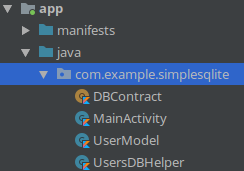 app
manifests
java
com.example.simplesqlite
DBContract
MainActivity
UserModel
UsersDBHelper